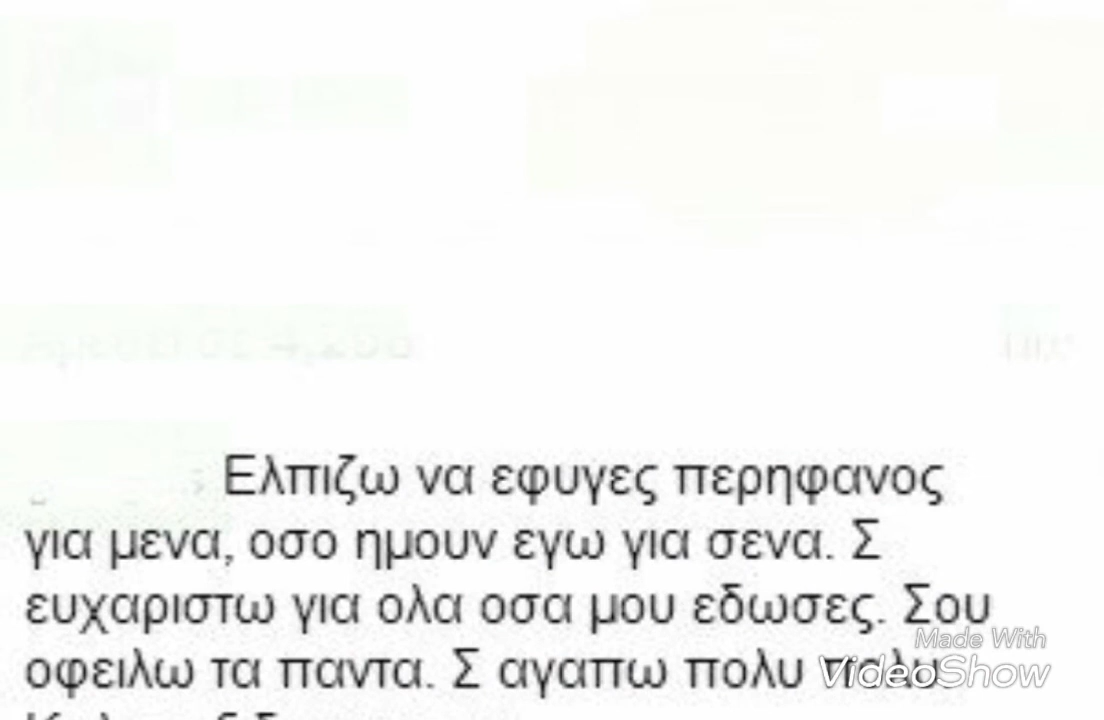 Ελπιζω να εφυγες περηφανος
για μενα, οσο ημουν εγω για σενα. Σ
ευχαριστω για ολα οσα μου εδωσες. Σου
οφειλω τα παντα. Σ αγαπω πολυ πολυ.
Made With
VideoShow